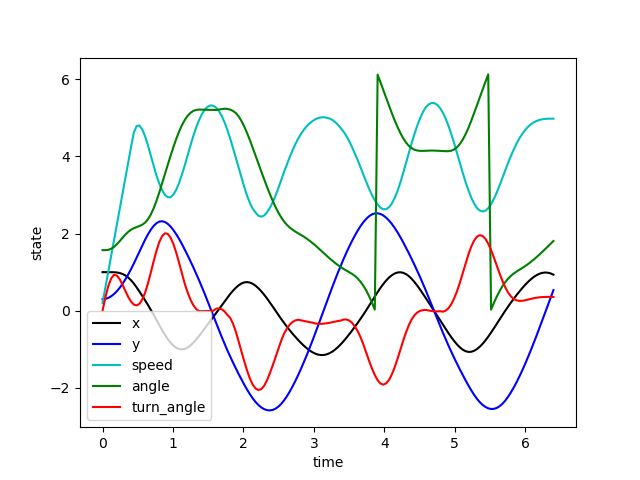 6
4
2
0
−2
state
x
y
speed
angle
turn_angle
0 1 2 3 4 5 6
time